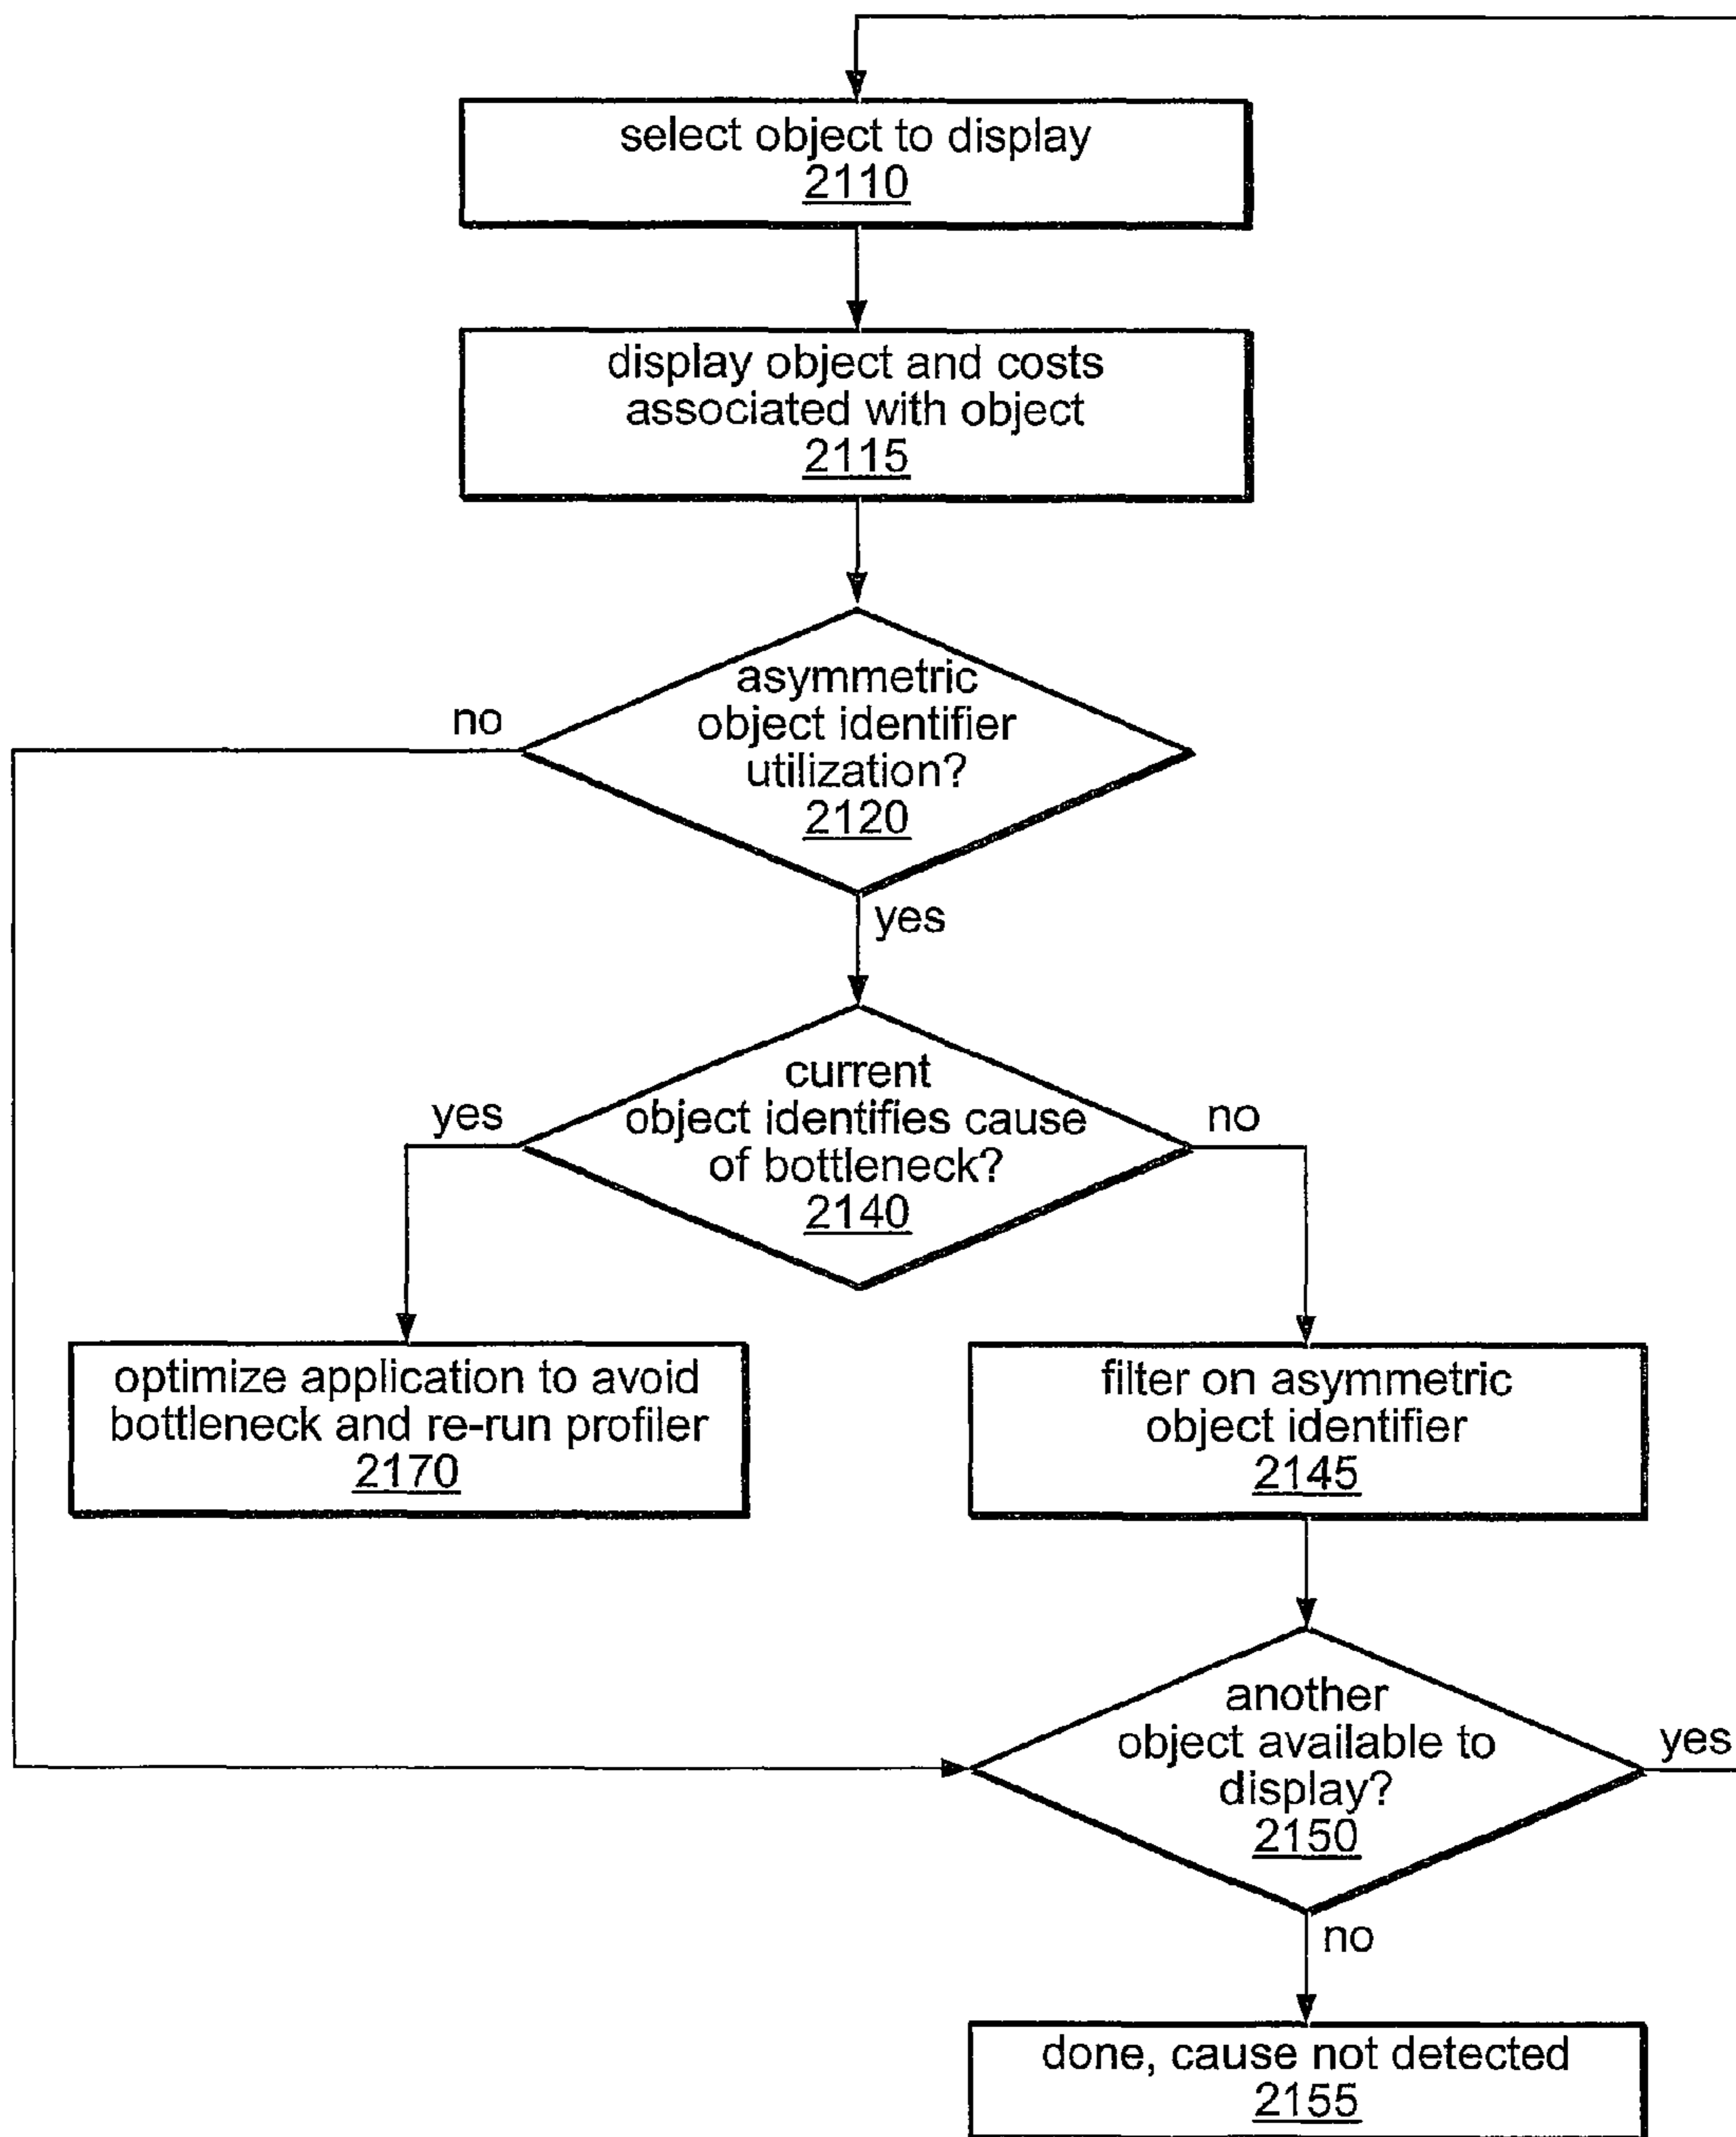 select object to display
2110
display object and costs
associated with object
2115
asymmetric
object identifier
utilization?
2120
no
yes
current
object identifies cause
of bottleneck?
2140
yes
no
optimize application to avoid
bottleneck and re-run profiler
2170
filter on asymmetric
object identifier
2145
another
object available to
display?
2150
yes
no
done, cause not detected
2155